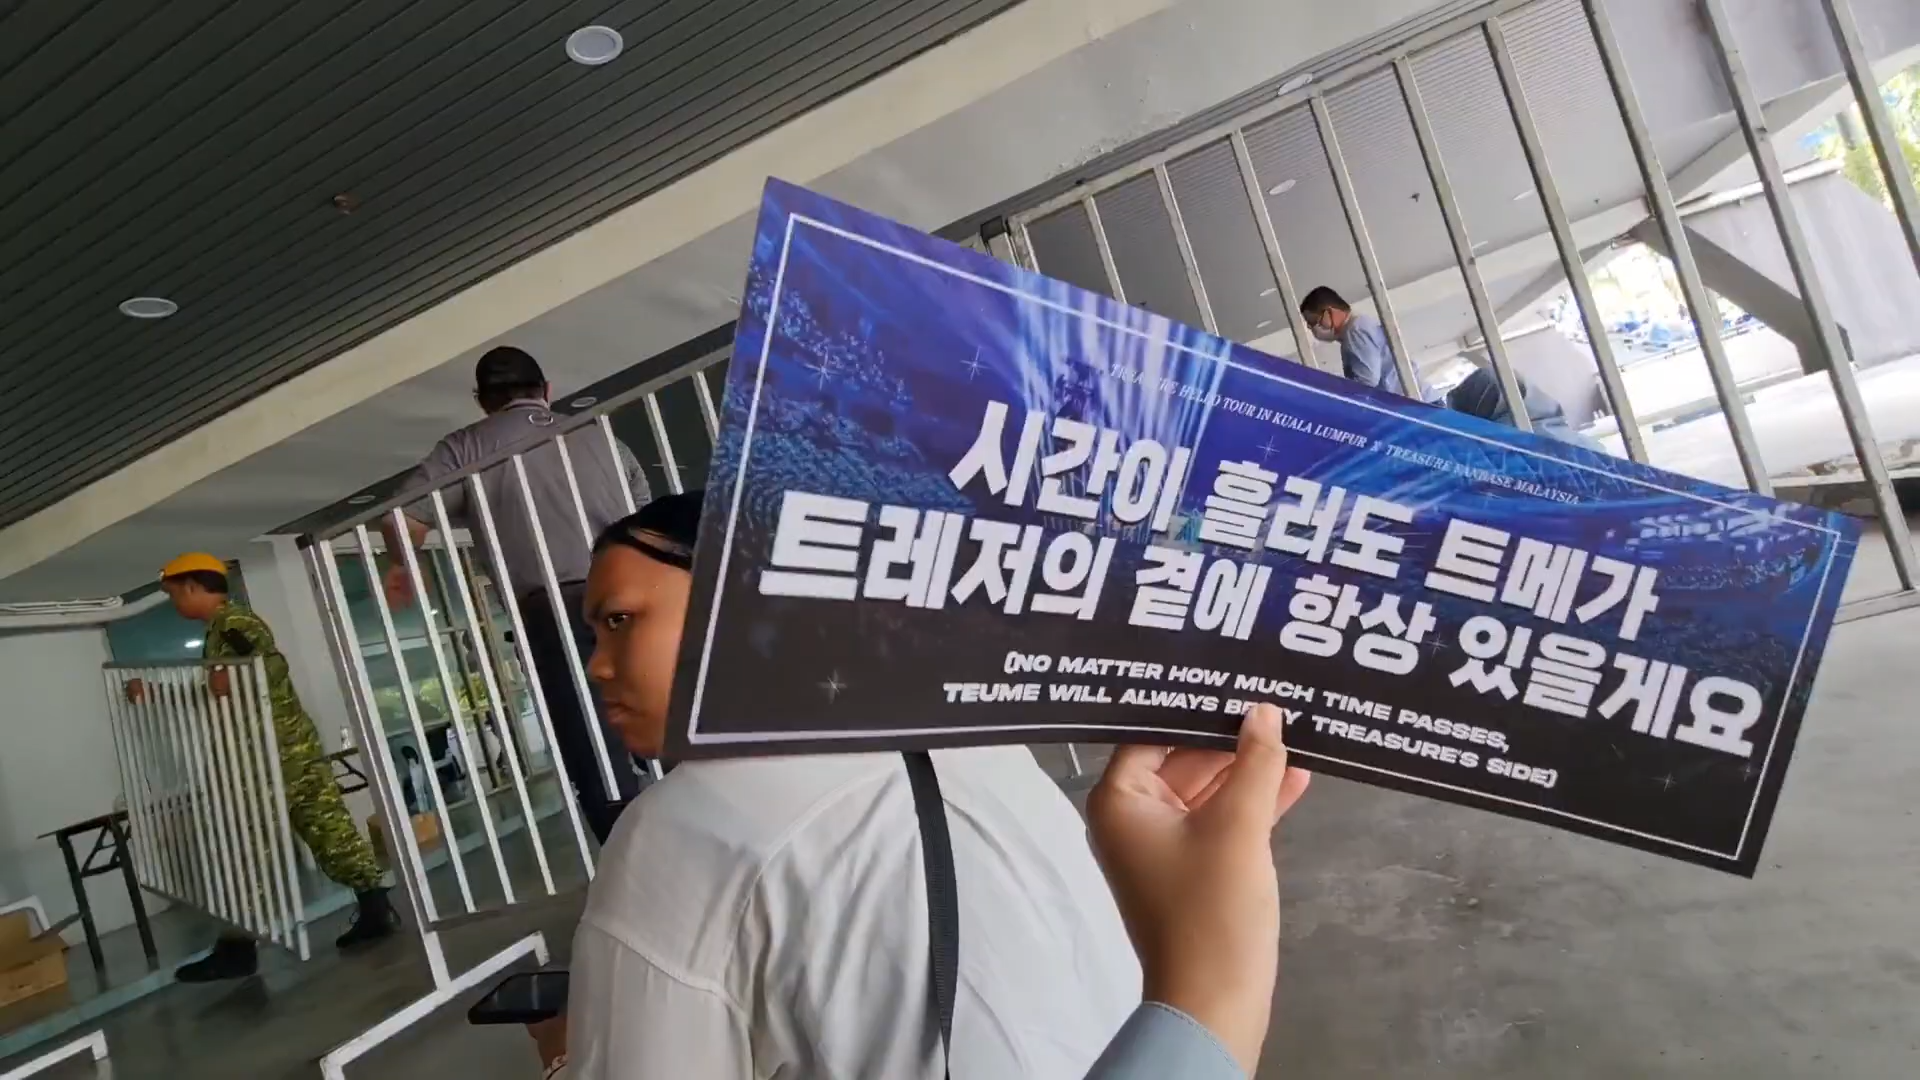 TREASURE HELLO TOUR IN KUALA LUMPUR X TREASURE FANBASE MALAYSIA
시간이 흘러도 트메가
트레저의 곁에 항상 있을게요
(NO MATTER HOW MUCH TIME PASSES,
TEUME WILL ALWAYS BE BY TREASURE'S SIDE)